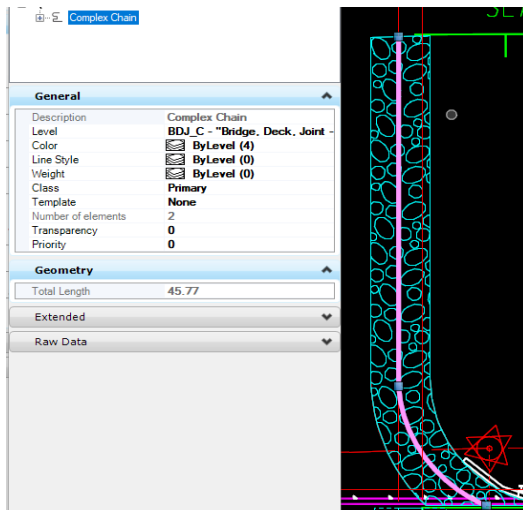 Complex Chain
General
Description Complex Chain
Level BDJ_C - "Bridge, Deck, Joint -
Color ByLevel (4)
Line Style ByLevel (0)
Weight ByLevel (0)
Class Primary
Template None
Number of elements 2
Transparency 0
Priority 0
Geometry
Total Length 45.77
Extended
Raw Data